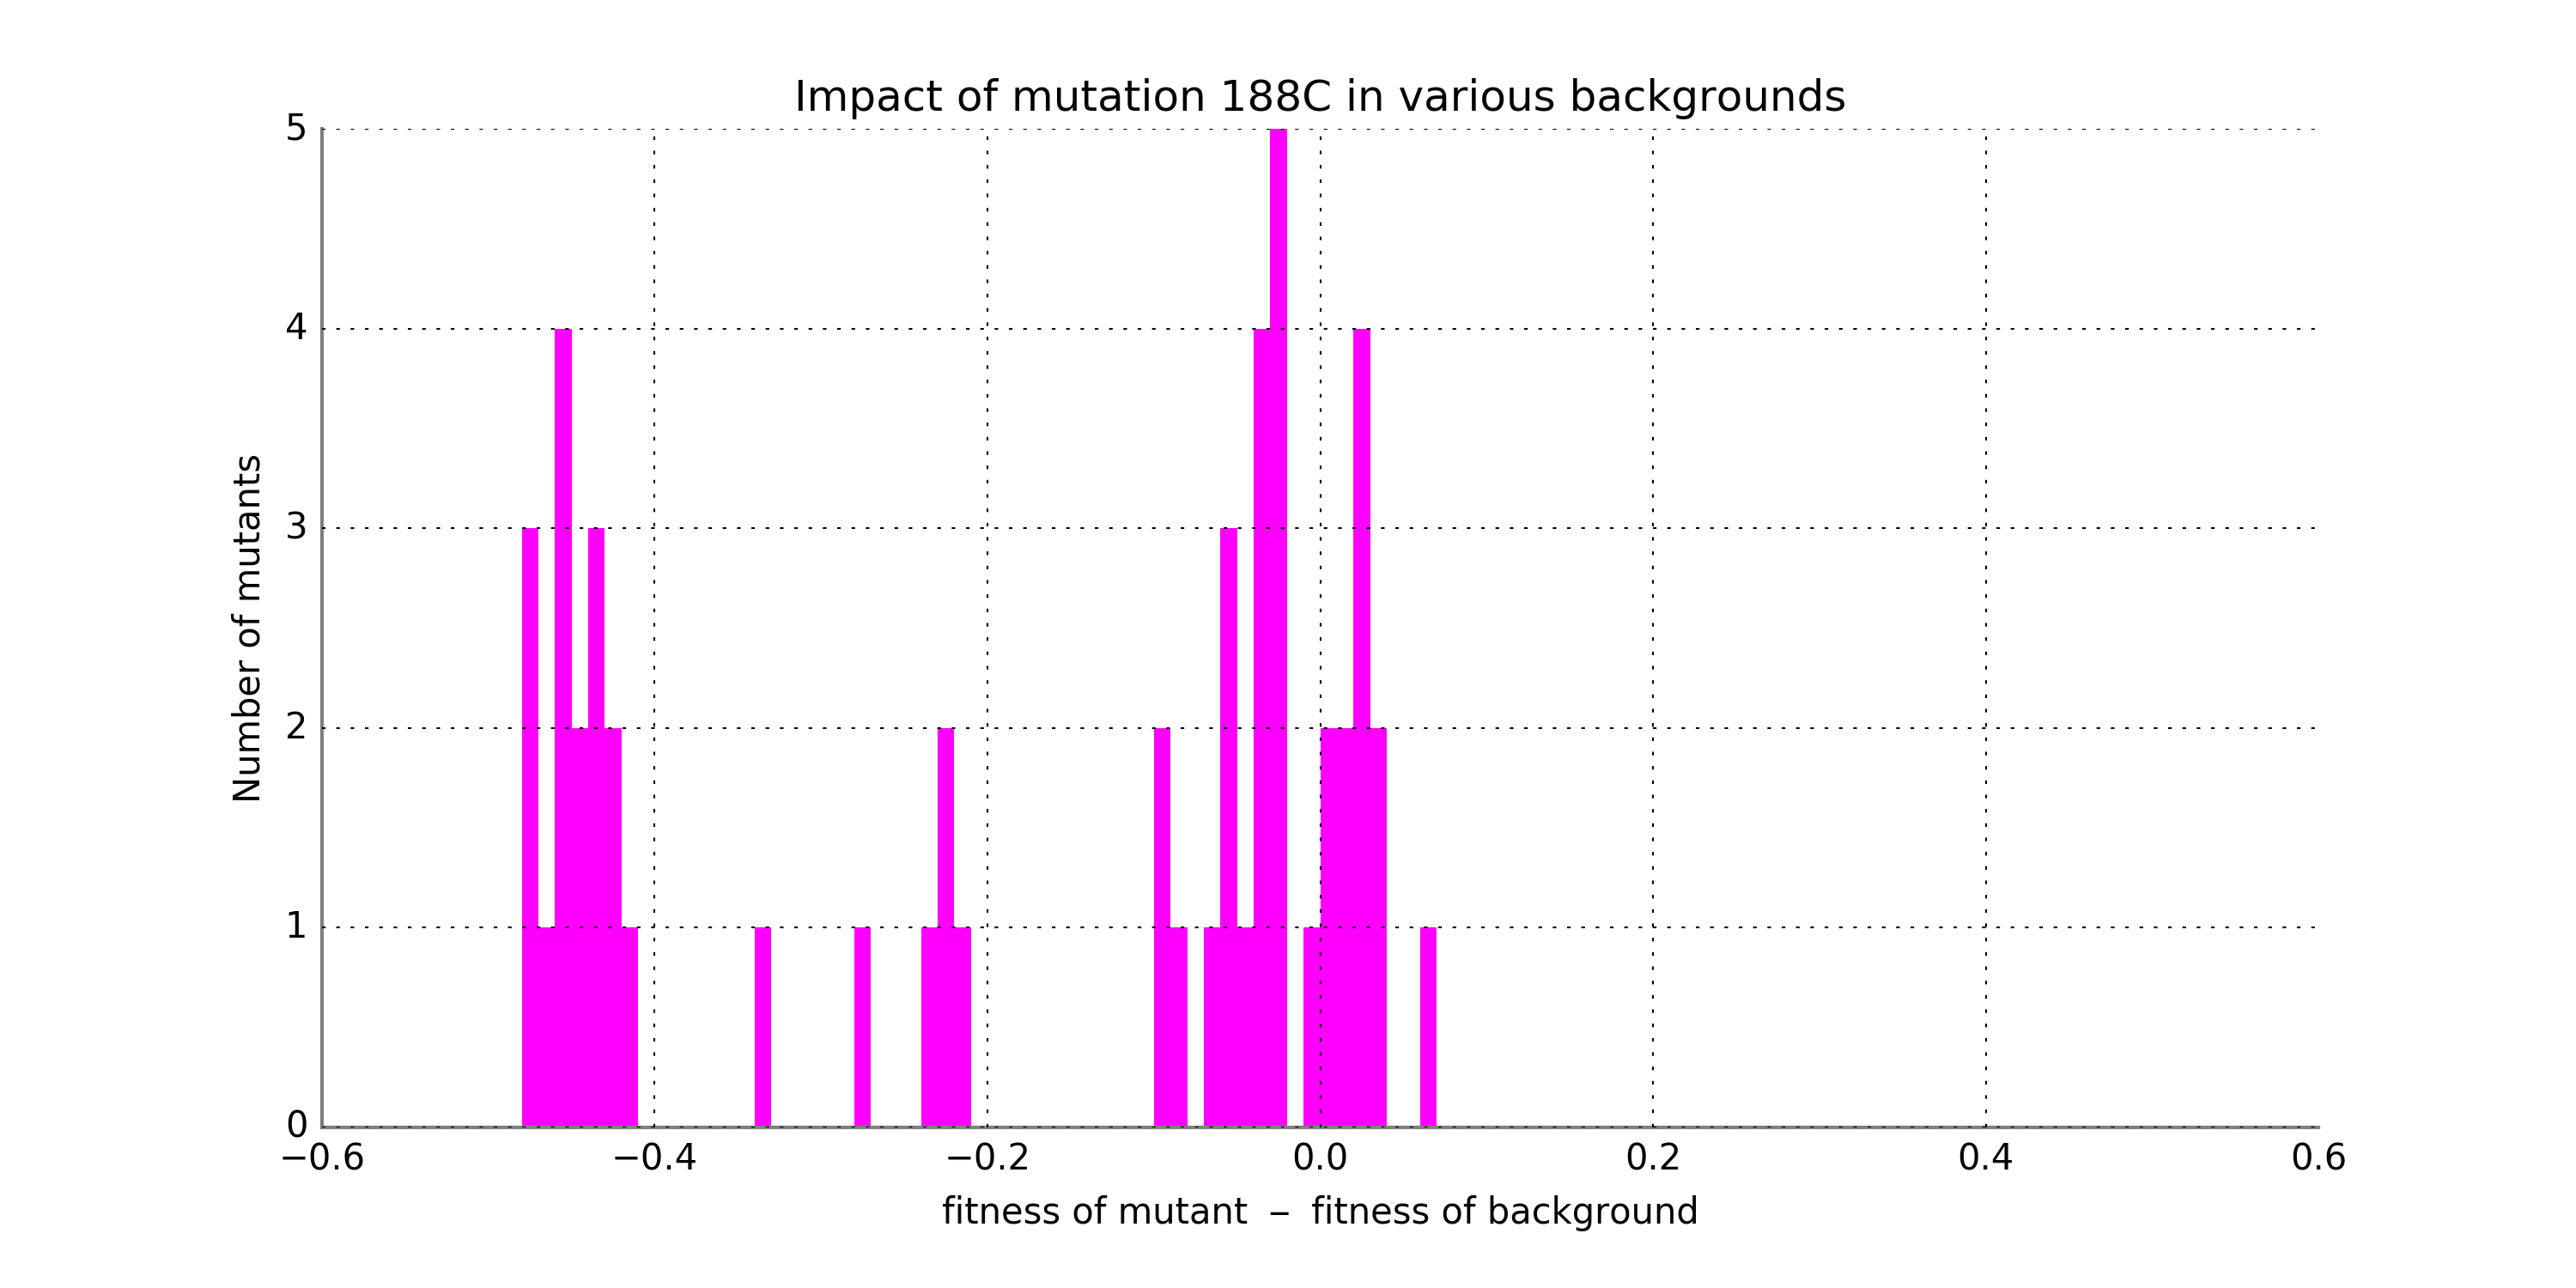 Impact of mutation 188C in various backgrounds
5
4
3
2
1
0
Number of mutants
−0.6 −0.4 −0.2 0.0 0.2 0.4 0.6
fitness of mutant − fitness of background